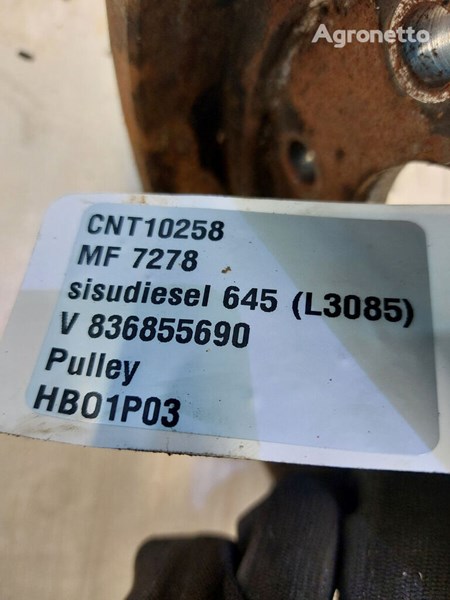 Agronetto
CNT10258
MF 7278
sisudiesel 645 (L3085)
V 836855690
Pulley
HB01P03